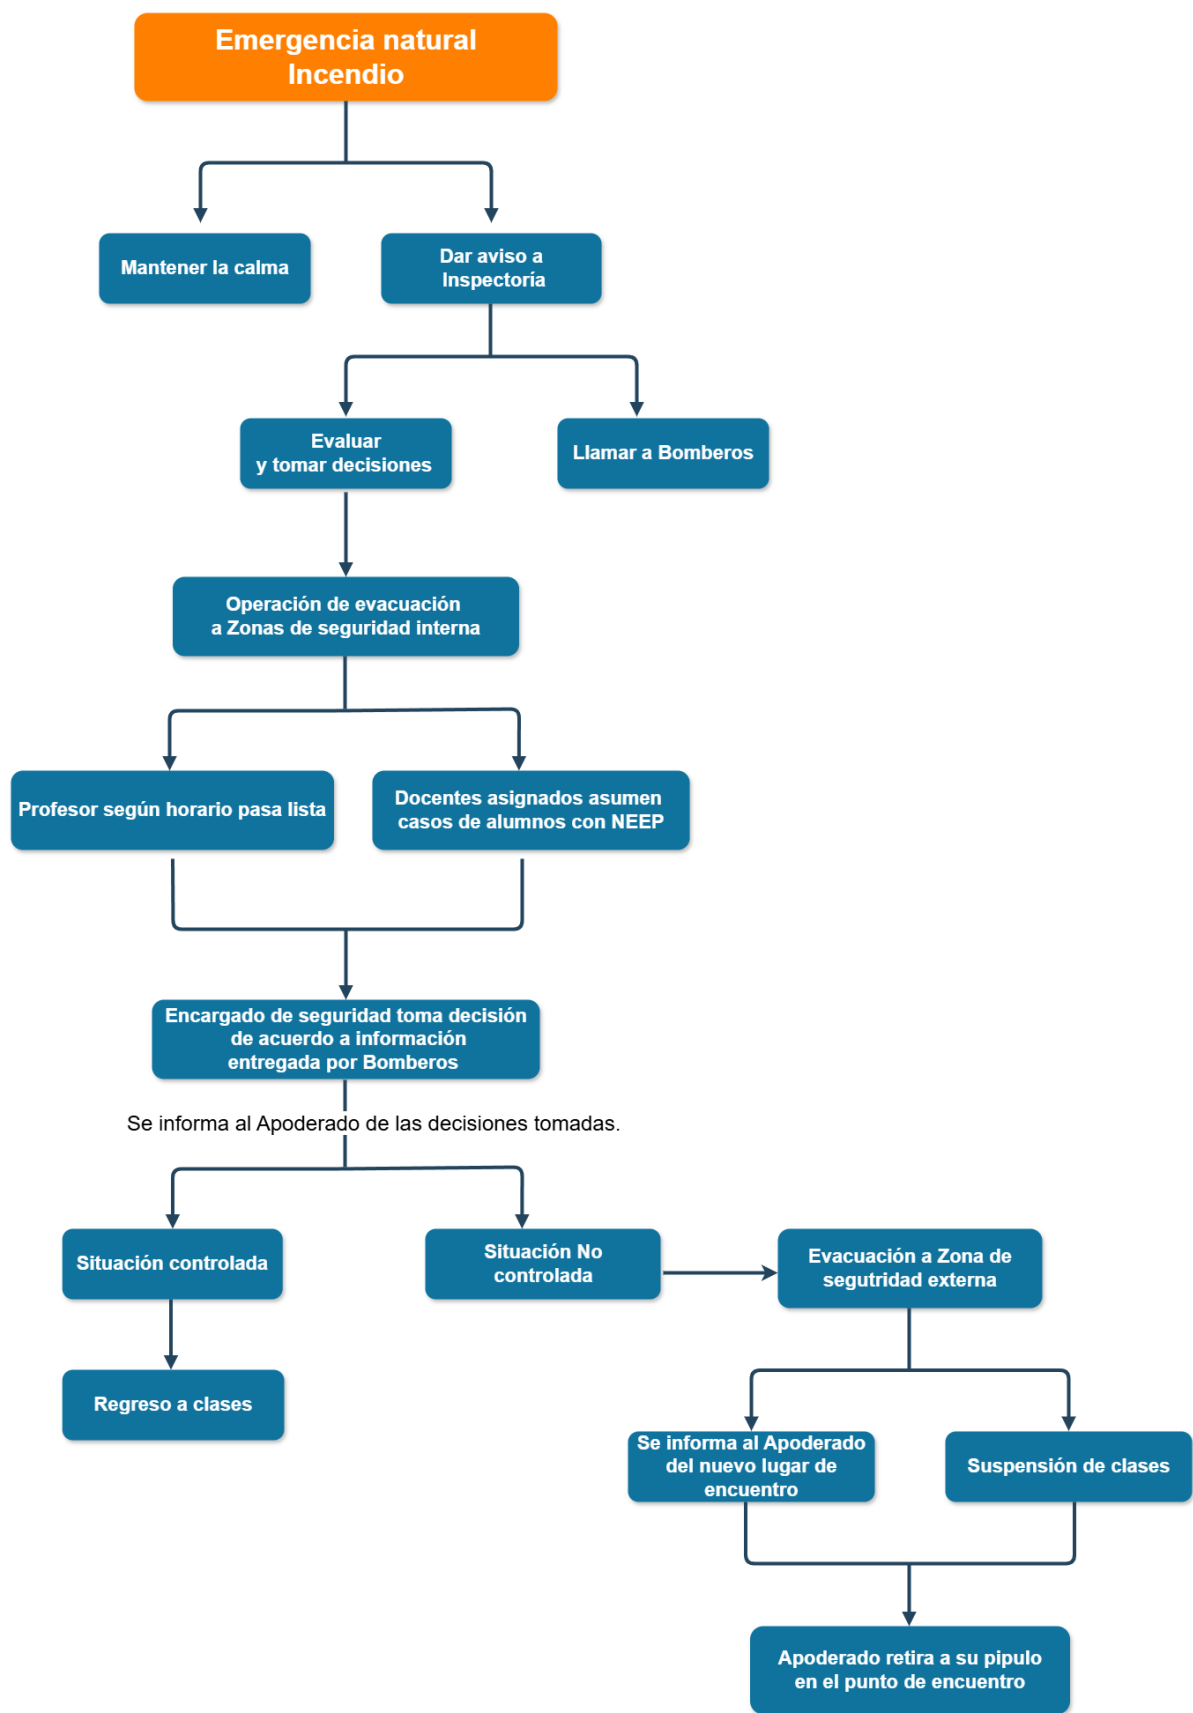 Emergencia natural
Incendio
Mantener la calma
Dar aviso a
Inspectoría
Evaluar
y tomar decisiones
Llamar a Bomberos
Operación de evacuación
a Zonas de seguridad interna
Profesor según horario pasa lista
Docentes asignados asumen
casos de alumnos con NEEP
Encargado de seguridad toma decisión
de acuerdo a información
entregada por Bomberos
Se informa al Apoderado de las decisiones tomadas.
Situación controlada
Situación No
controlada
Evacuación a Zona de
segutridad externa
Regreso a clases
Se informa al Apoderado
del nuevo lugar de
encuentro
Suspensión de clases
Apoderado retira a su pipulo
en el punto de encuentro